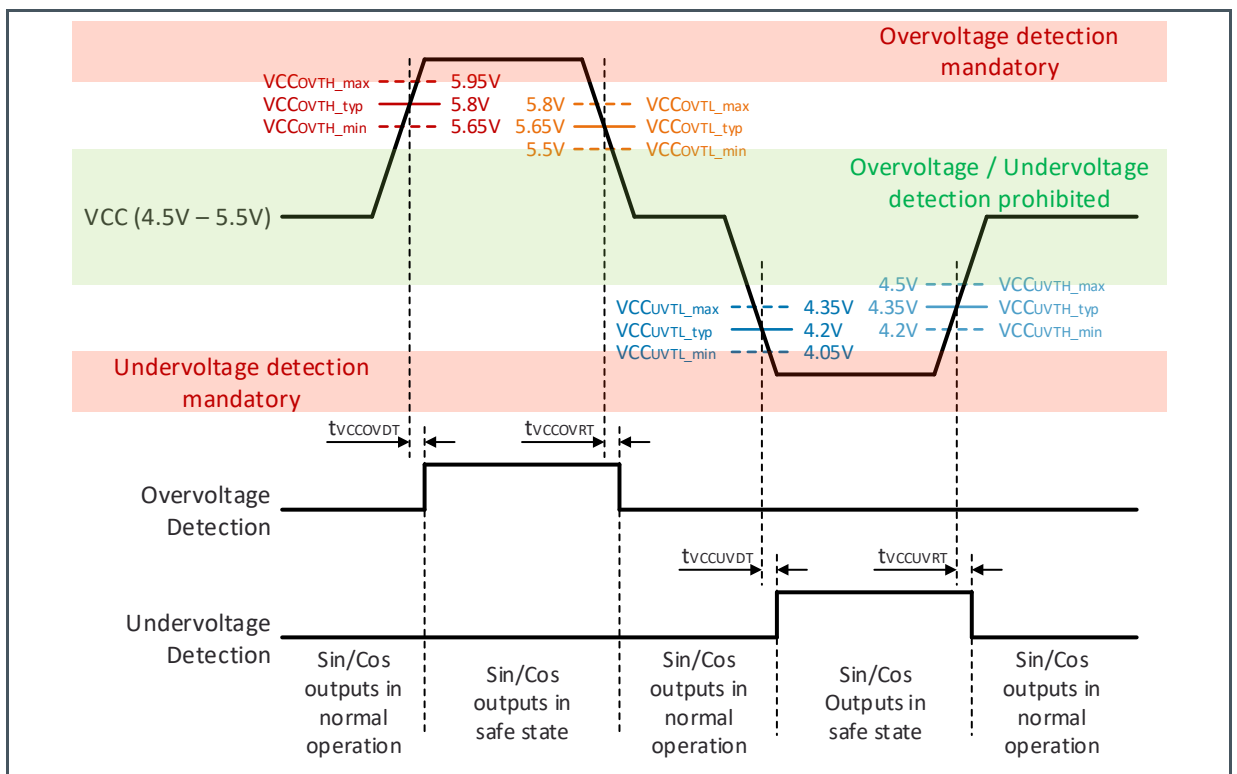 Overvoltage detection
mandatory
VCCOVTH_max 5.95V
VCCOVTH_typ 5.8V
VCCOVTH_min 5.65V
5.8V VCCOVTL_max
5.65V VCCOVTL_typ
5.5V VCCOVTL_min
Overvoltage / Undervoltage
detection prohibited
VCC (4.5V – 5.5V)
4.5V VCCUVTH_max
4.35V VCCUVTH_typ
4.2V VCCUVTH_min
VCCUVTL_max 4.35V
VCCUVTL_typ 4.2V
VCCUVTL_min 4.05V
Undervoltage detection
mandatory
tVCCOVDT
tVCCOVRT
Overvoltage
Detection
tVCCUVDT
tVCCUVRT
Undervoltage
Detection
Sin/Cos
outputs in
normal
operation
Sin/Cos
outputs in
safe state
Sin/Cos
outputs in
normal
operation
Sin/Cos
Outputs in
safe state
Sin/Cos
outputs in
normal
operation